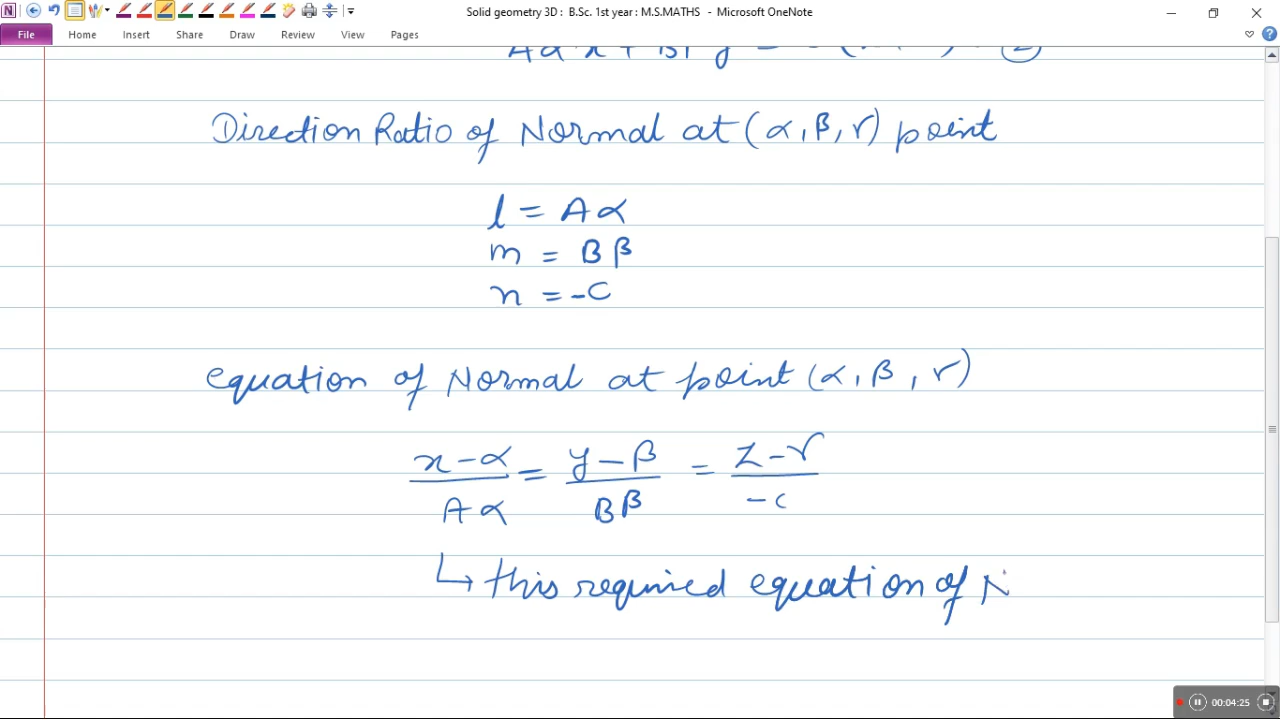 Solid geometry 3D : B.Sc. 1st year : M.S.MATHS - Microsoft OneNote
File Home Insert Share Draw Review View Pages
Direction Ratio of Normal at (α, β, γ) point
l = Aα
m = Bβ
n = -C
equation of Normal at point (α, β, γ)
x-α/Aα = y-β/Bβ = z-γ/-c
↳ this required equation of N
00:04:25